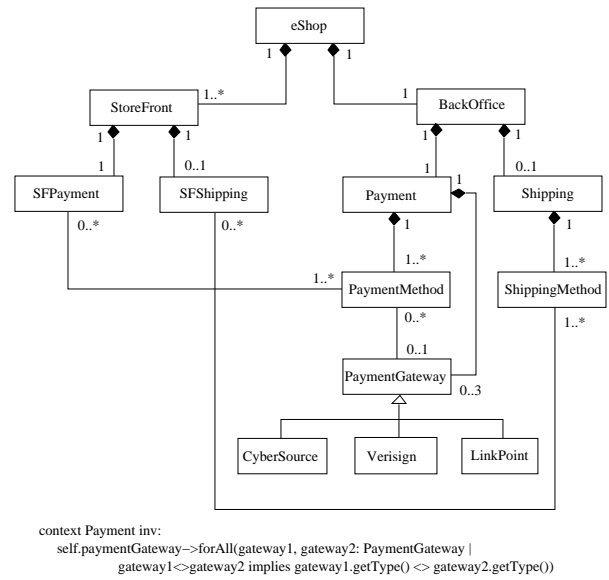 eShop
1 1
1..* 1
StoreFront BackOffice
1 1 1 1
1 0..1 1 1 0..1
SFPayment SFShipping Payment Shipping
0..* 0..* 1 1
1..* 1..* 1..*
PaymentMethod ShippingMethod
0..* 1..*
0..1
PaymentGateway
0..3
CyberSource Verisign LinkPoint
context Payment inv:
self.paymentGateway−>forAll(gateway1, gateway2: PaymentGateway |
gateway1<>gateway2 implies gateway1.getType() <> gateway2.getType())